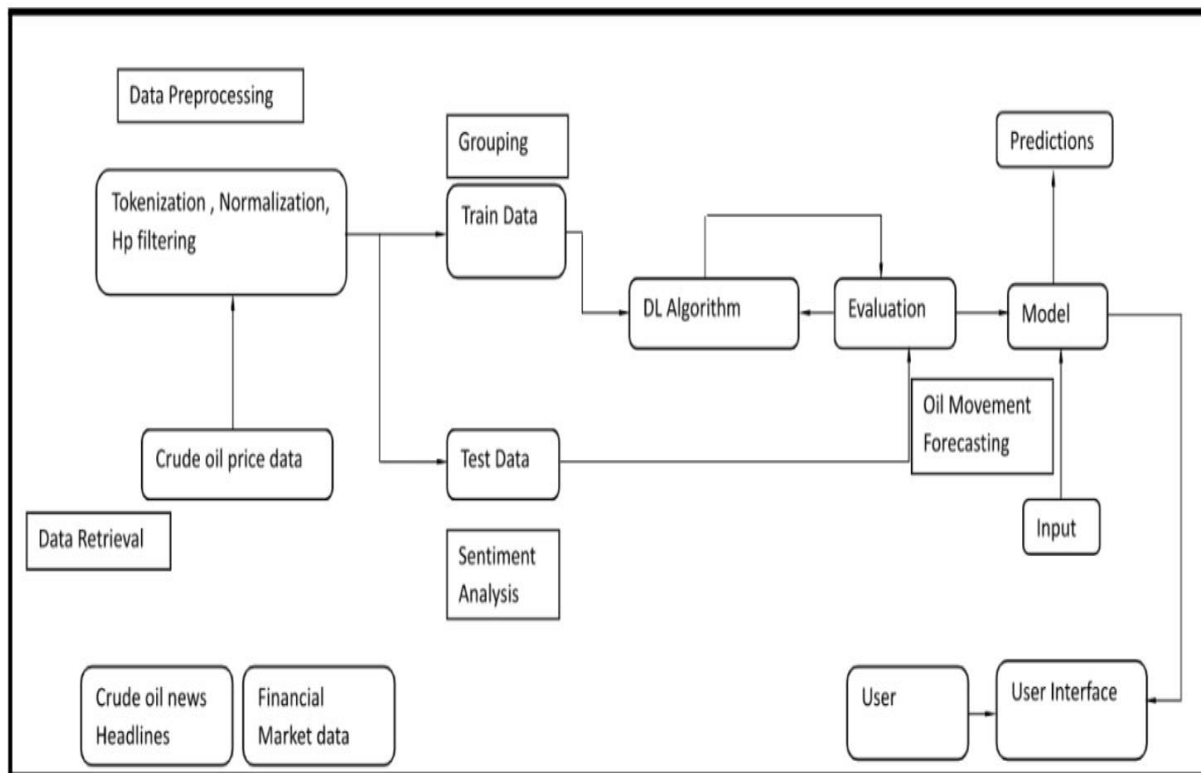 Data Preprocessing
Tokenization , Normalization,
Hp filtering
Crude oil price data
Data Retrieval
Crude oil news
Headlines
Financial
Market data
Grouping
Train Data
Test Data
Sentiment
Analysis
DL Algorithm
Evaluation
Oil Movement
Forecasting
Predictions
Model
Input
User
User Interface